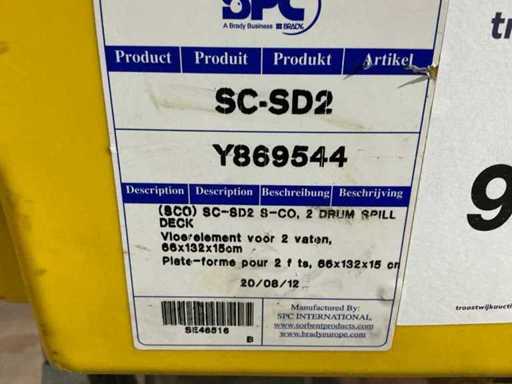 SPC
A Brady Business BRADY
Product Produit Produkt Artikel
SC-SD2
Y869544
Description Description Beschreibung Beschrijving
(SCO) SC-SD2 S-CO, 2 DRUM SPILL
DECK
Vloerelement voor 2 vaten,
66x132x15cm
Plate-forme pour 2 f ts, 66x132x15 cm
20/08/12
SE46516
B
Manufactured By:
SPC INTERNATIONAL
www.sorbentproducts.com
www.bradyeurope.com
9